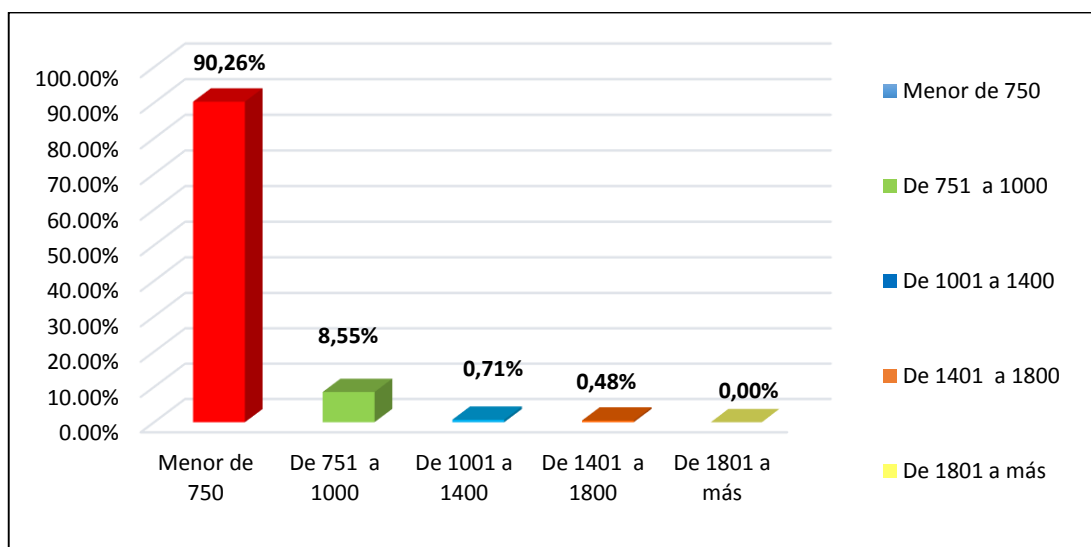 90,26%
8,55%
0,71%
0,48%
0,00%
100.00%
90.00%
80.00%
70.00%
60.00%
50.00%
40.00%
30.00%
20.00%
10.00%
0.00%
Menor de
750
De 751 a
1000
De 1001 a
1400
De 1401 a
1800
De 1801 a
más
Menor de 750
De 751 a 1000
De 1001 a 1400
De 1401 a 1800
De 1801 a más